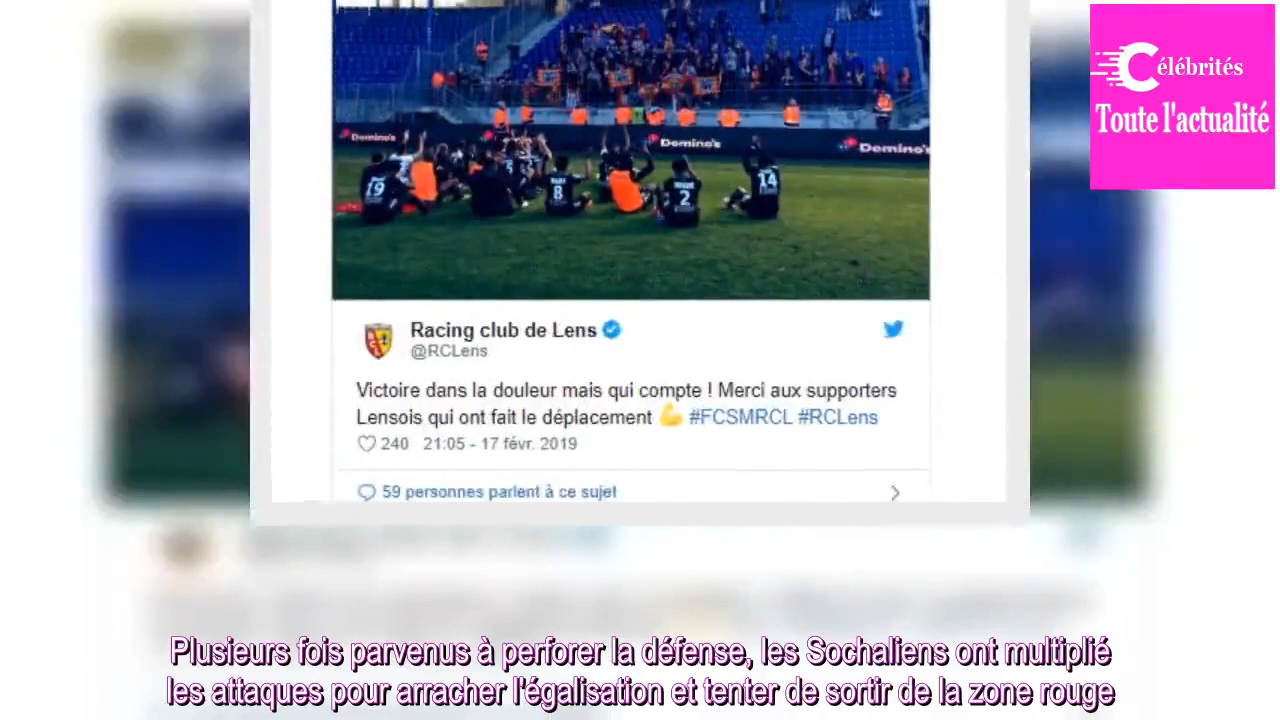 Célébrités
Toute l'actualité
Domino's Domino's Domino's
19 5 8 2 14
Racing club de Lens
@RCLens
Victoire dans la douleur mais qui compte ! Merci aux supporters
Lensois qui ont fait le déplacement 💪 #FCSMRCL #RCLens
240 21:05 - 17 févr. 2019
59 personnes parlent à ce sujet
Plusieurs fois parvenus à perforer la défense, les Sochaliens ont multiplié
les attaques pour arracher l'égalisation et tenter de sortir de la zone rouge